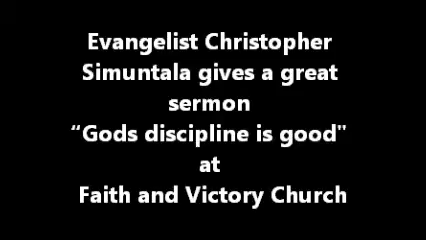 Evangelist Christopher
Simuntala gives a great
sermon
“Gods discipline is good"
at
Faith and Victory Church